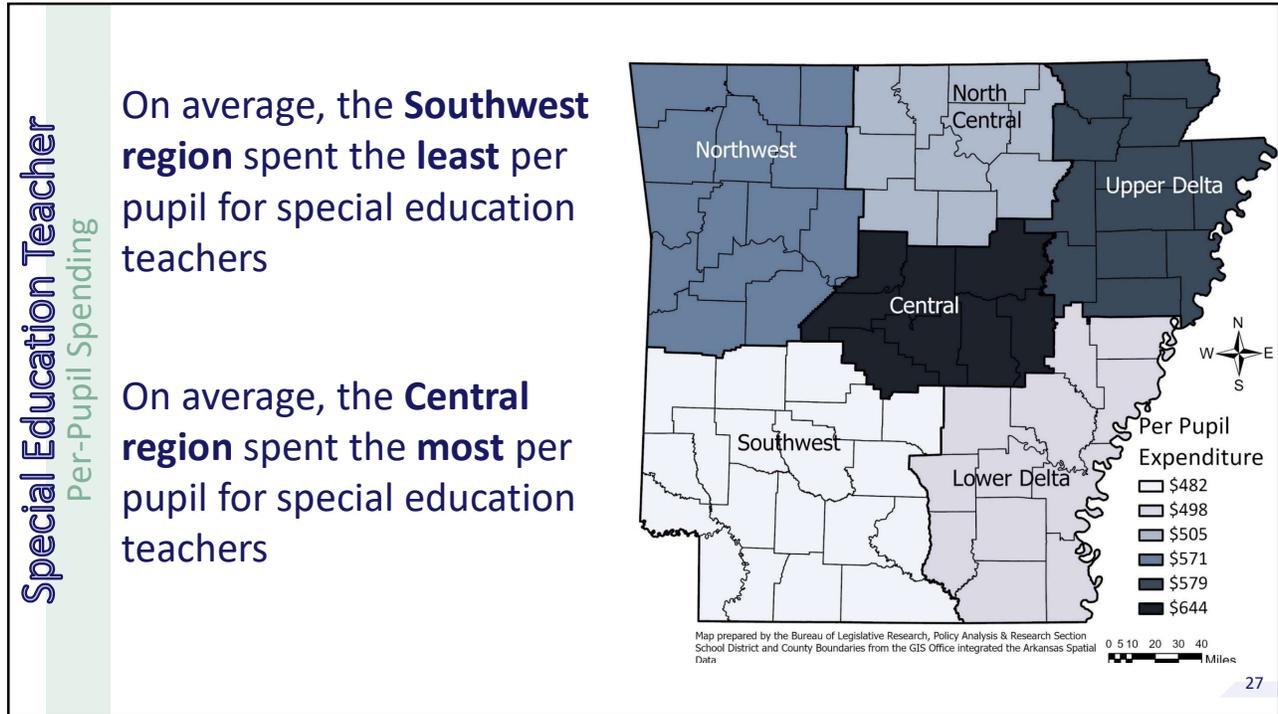 Special Education Teacher
Per-Pupil Spending
On average, the Southwest
region spent the least per
pupil for special education
teachers
On average, the Central
region spent the most per
pupil for special education
teachers
North
Central
Northwest
Upper Delta
Central
Southwest
Lower Delta
N
W E
S
Per Pupil
Expenditure
$482
$498
$505
$571
$579
$644
Map prepared by the Bureau of Legislative Research, Policy Analysis & Research Section
School District and County Boundaries from the GIS Office integrated the Arkansas Spatial
Data
0 5 10 20 30 40
Miles
27